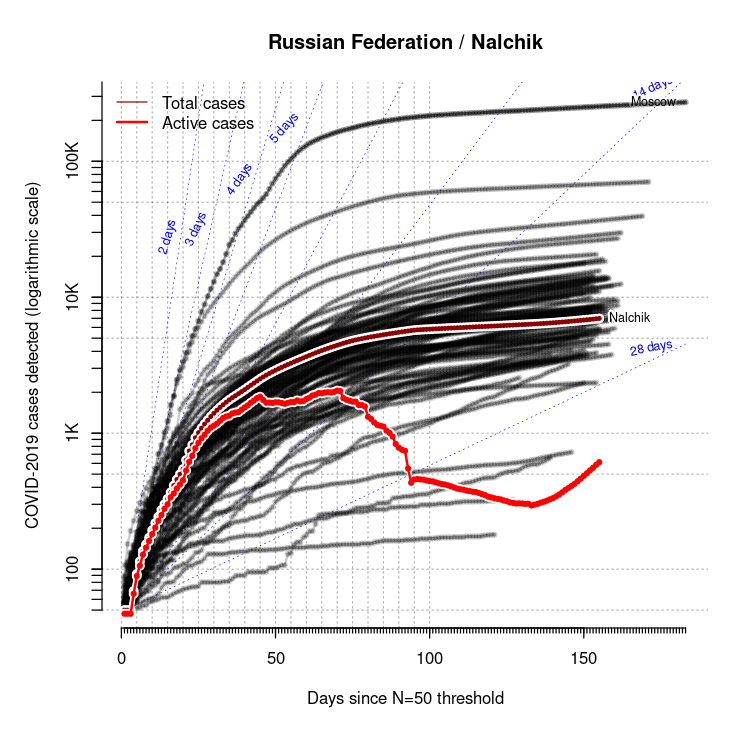 Russian Federation / Nalchik
Total cases
Active cases
2 days
3 days
4 days
5 days
14 days
28 days
Moscow
Nalchik
COVID-2019 cases detected (logarithmic scale)
100K
10K
1K
100
0
50
100
150
Days since N=50 threshold